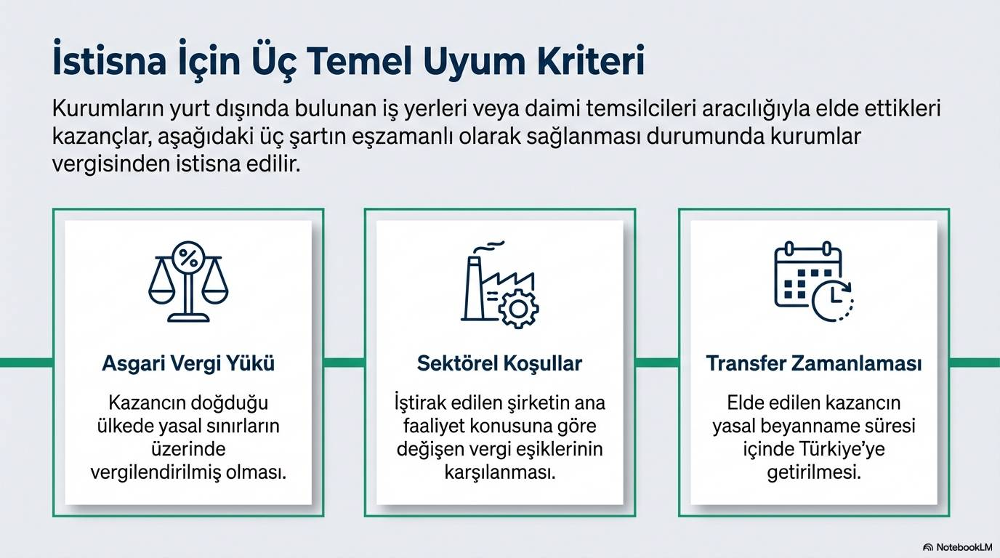 İstisna İçin Üç Temel Uyum Kriteri
Kurumların yurt dışında bulunan iş yerleri veya daimi temsilcileri aracılığıyla elde ettikleri
kazançlar, aşağıdaki üç şartın eşzamanlı olarak sağlanması durumunda kurumlar
vergisinden istisna edilir.
%
Asgari Vergi Yükü
Kazancın doğduğu
ülkede yasal sınırların
üzerinde
vergilendirilmiş olması.
Sektörel Koşullar
İştirak edilen şirketin ana
faaliyet konusuna göre
değişen vergi eşiklerinin
karşılanması.
Transfer Zamanlaması
Elde edilen kazancın
yasal beyanname süresi
içinde Türkiye'ye
getirilmesi.
NotebookLM